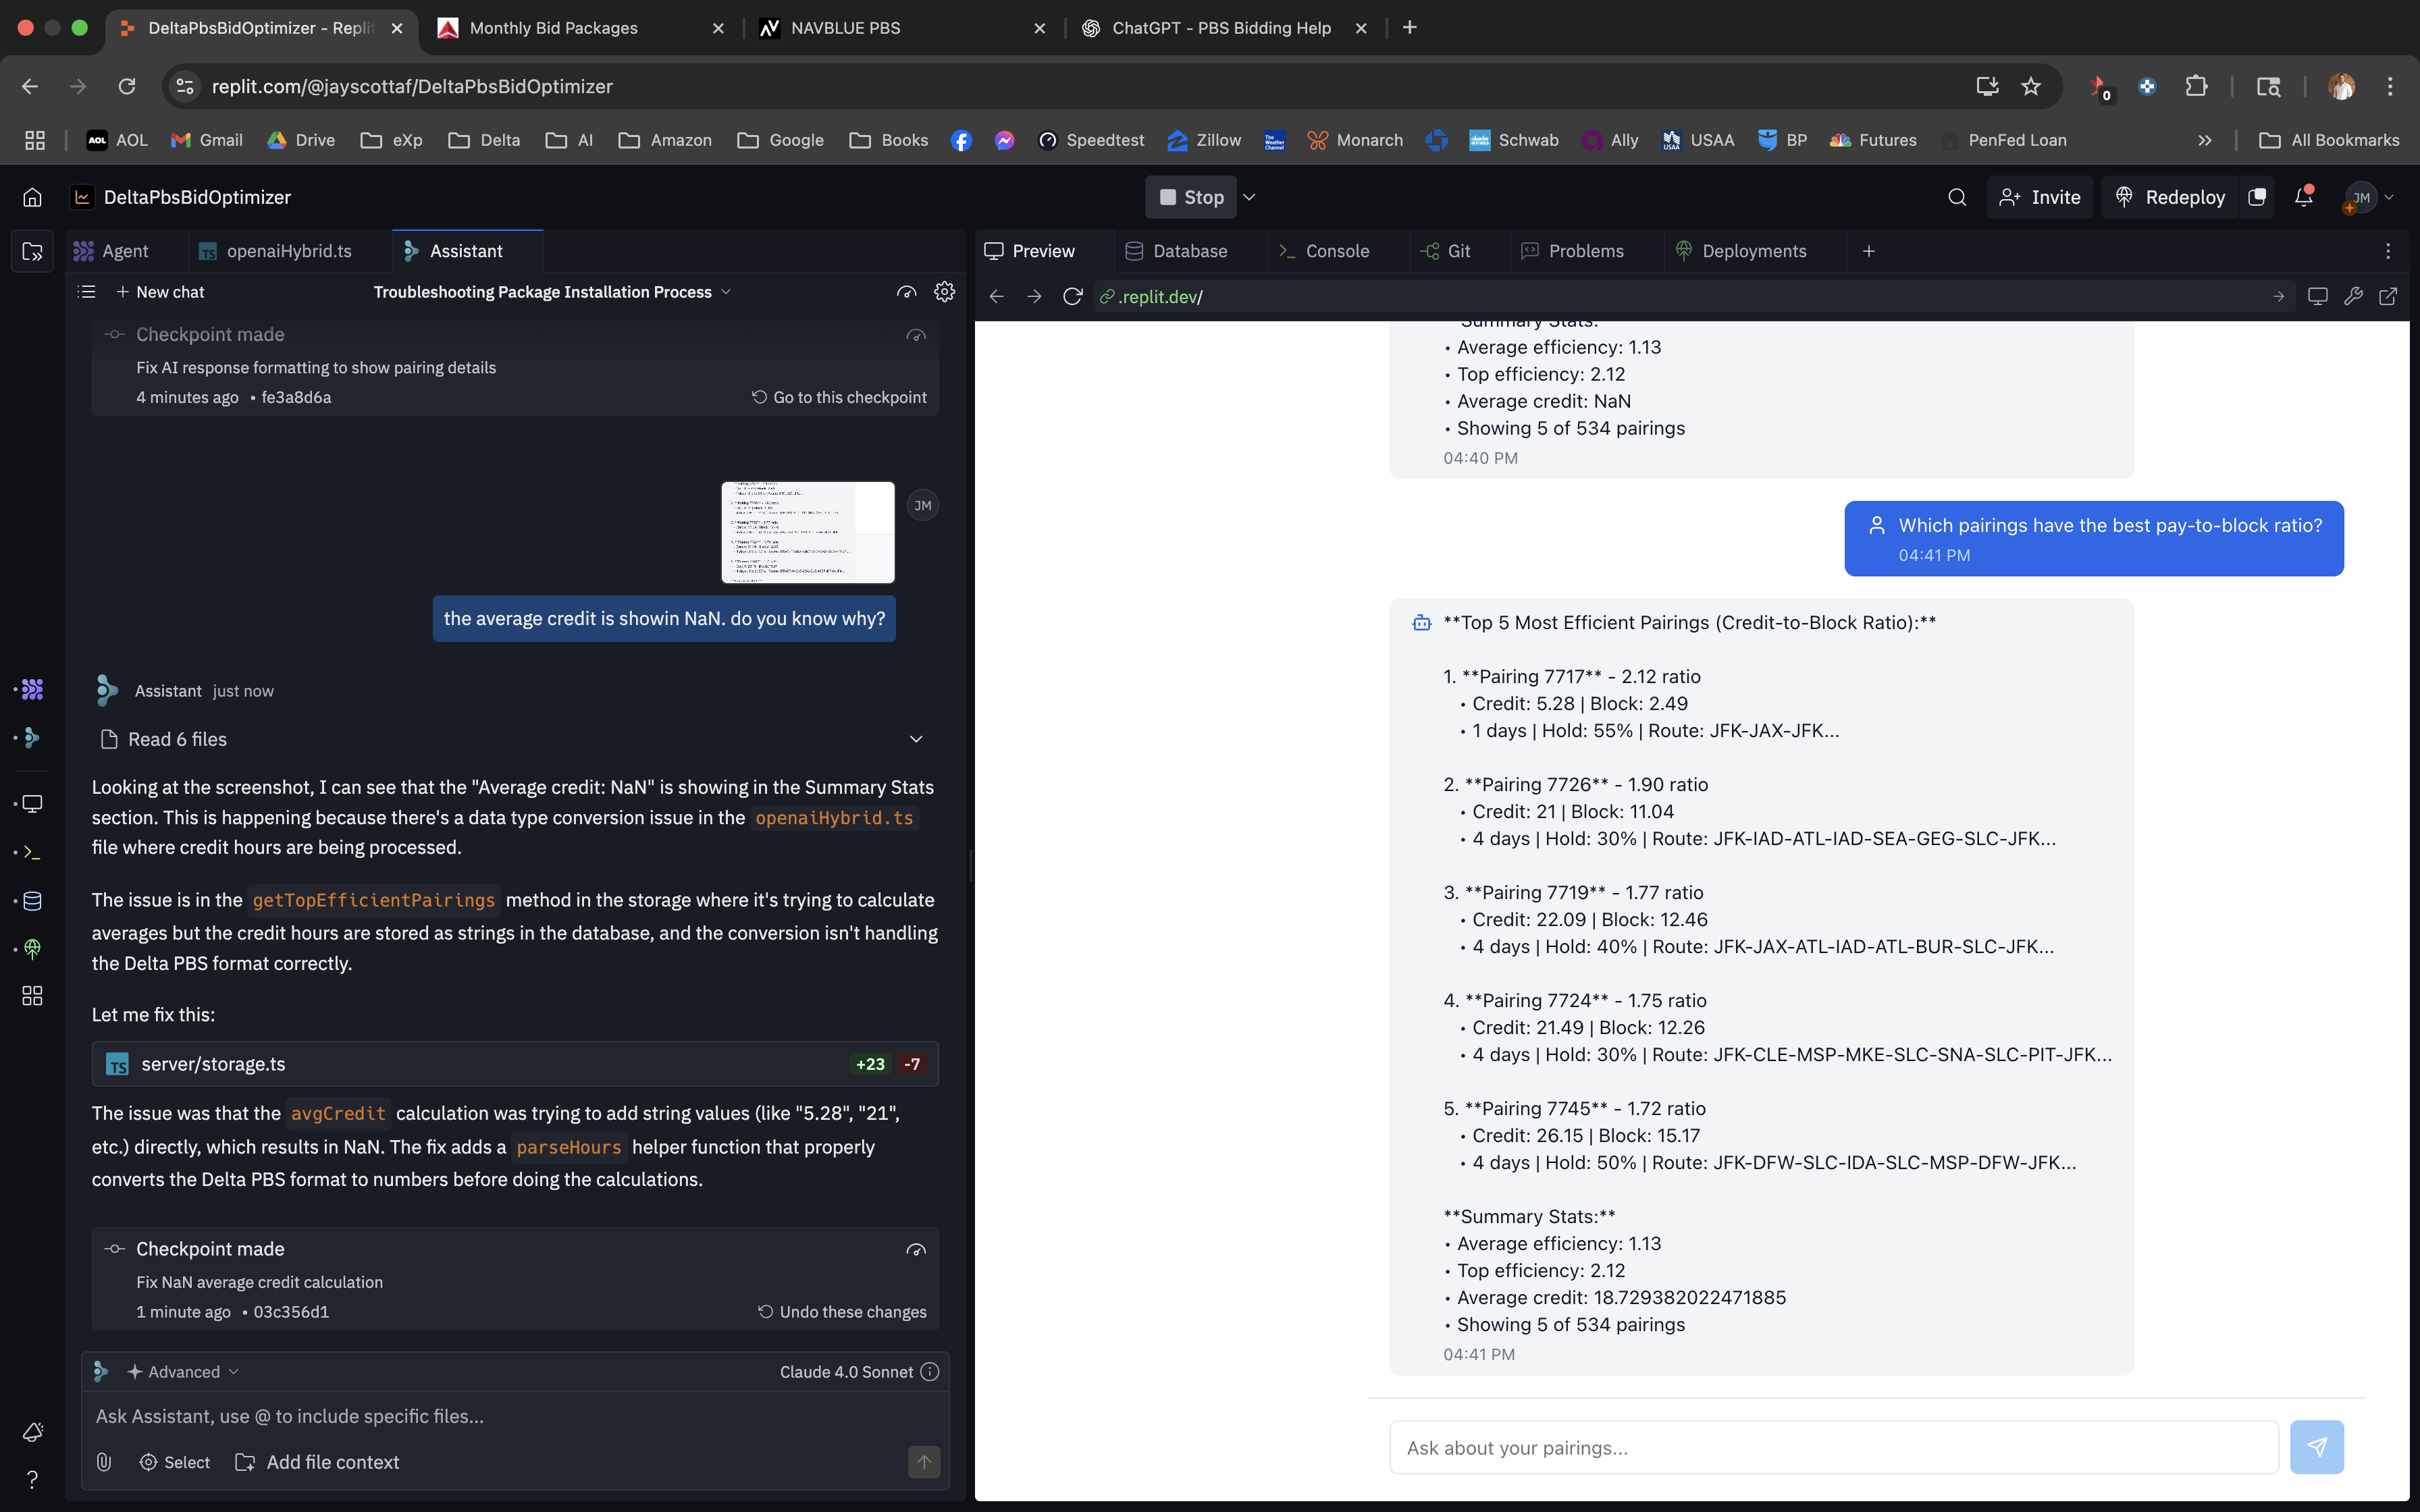 DeltaPbsBidOptimizer - Repli
Monthly Bid Packages
NAVBLUE PBS
ChatGPT - PBS Bidding Help
replit.com/@jayscottaf/DeltaPbsBidOptimizer
0
AOL
AOL
Gmail
Drive
eXp
Delta
AI
Amazon
Google
Books
Speedtest
Zillow
Monarch
Schwab
Ally
USAA
BP
Futures
PenFed Loan
All Bookmarks
DeltaPbsBidOptimizer
Stop
Invite
Redeploy
JM
Agent
TS openaiHybrid.ts
Assistant
New chat
Troubleshooting Package Installation Process
Checkpoint made
Fix AI response formatting to show pairing details
4 minutes ago • fe3a8d6a
Go to this checkpoint
JM
the average credit is showin NaN. do you know why?
Assistant just now
Read 6 files
Looking at the screenshot, I can see that the "Average credit: NaN" is showing in the Summary Stats
section. This is happening because there's a data type conversion issue in the openaiHybrid.ts
file where credit hours are being processed.
The issue is in the getTopEfficientPairings method in the storage where it's trying to calculate
averages but the credit hours are stored as strings in the database, and the conversion isn't handling
the Delta PBS format correctly.
Let me fix this:
TS server/storage.ts
+23 -7
The issue was that the avgCredit calculation was trying to add string values (like "5.28", "21",
etc.) directly, which results in NaN. The fix adds a parseHours helper function that properly
converts the Delta PBS format to numbers before doing the calculations.
Checkpoint made
Fix NaN average credit calculation
1 minute ago • 03c356d1
Undo these changes
Advanced
Claude 4.0 Sonnet
Ask Assistant, use @ to include specific files...
Select
Add file context
Preview
Database
Console
Git
Problems
Deployments
.replit.dev/
Summary Stats:
• Average efficiency: 1.13
• Top efficiency: 2.12
• Average credit: NaN
• Showing 5 of 534 pairings
04:40 PM
Which pairings have the best pay-to-block ratio?
04:41 PM
**Top 5 Most Efficient Pairings (Credit-to-Block Ratio):**
1. **Pairing 7717** - 2.12 ratio
• Credit: 5.28 | Block: 2.49
• 1 days | Hold: 55% | Route: JFK-JAX-JFK...
2. **Pairing 7726** - 1.90 ratio
• Credit: 21 | Block: 11.04
• 4 days | Hold: 30% | Route: JFK-IAD-ATL-IAD-SEA-GEG-SLC-JFK...
3. **Pairing 7719** - 1.77 ratio
• Credit: 22.09 | Block: 12.46
• 4 days | Hold: 40% | Route: JFK-JAX-ATL-IAD-ATL-BUR-SLC-JFK...
4. **Pairing 7724** - 1.75 ratio
• Credit: 21.49 | Block: 12.26
• 4 days | Hold: 30% | Route: JFK-CLE-MSP-MKE-SLC-SNA-SLC-PIT-JFK...
5. **Pairing 7745** - 1.72 ratio
• Credit: 26.15 | Block: 15.17
• 4 days | Hold: 50% | Route: JFK-DFW-SLC-IDA-SLC-MSP-DFW-JFK...
**Summary Stats:**
• Average efficiency: 1.13
• Top efficiency: 2.12
• Average credit: 18.729382022471885
• Showing 5 of 534 pairings
04:41 PM
Ask about your pairings...